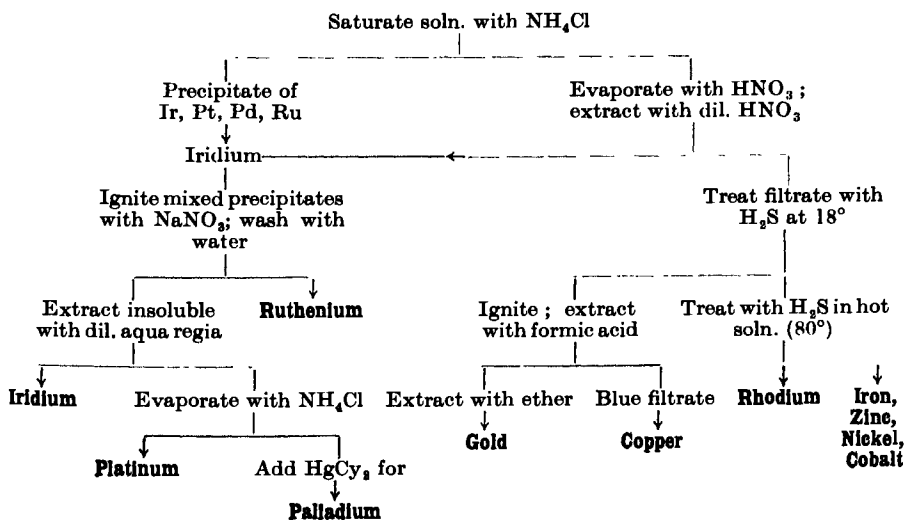 Saturate soln. with NH₄Cl
Precipitate of
Ir, Pt, Pd, Ru
Evaporate with HNO₃;
extract with dil. HNO₃
Iridium
Ignite mixed precipitates
with NaNO₃; wash with
water
Treat filtrate with
H₂S at 18°
Extract insoluble
with dil. aqua regia
Ruthenium
Ignite; extract
with formic acid
Treat with H₂S in hot
soln. (80°)
Iridium
Evaporate with NH₄Cl
Extract with ether
Blue filtrate
Rhodium
Iron,
Zinc,
Nickel,
Cobalt
Platinum
Add HgCy₂ for
Gold
Copper
Palladium